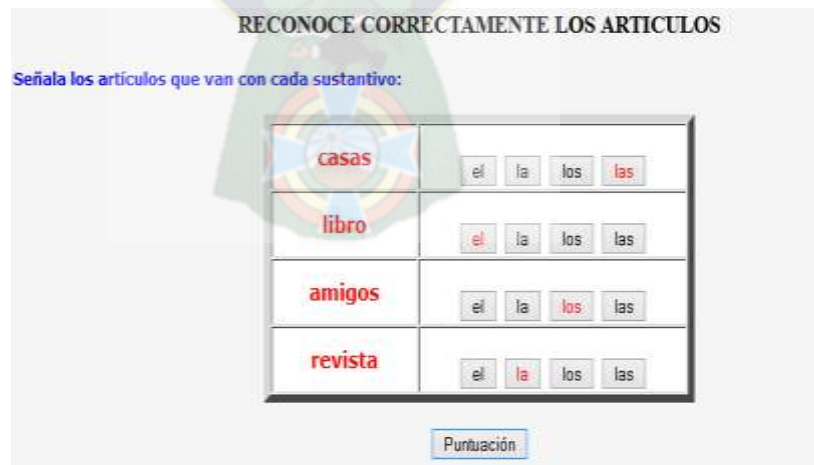 RECONOCE CORRECTAMENTE LOS ARTICULOS
Señala los artículos que van con cada sustantivo:
casas el la los las
libro el la los las
amigos el la los las
revista el la los las
Puntuación